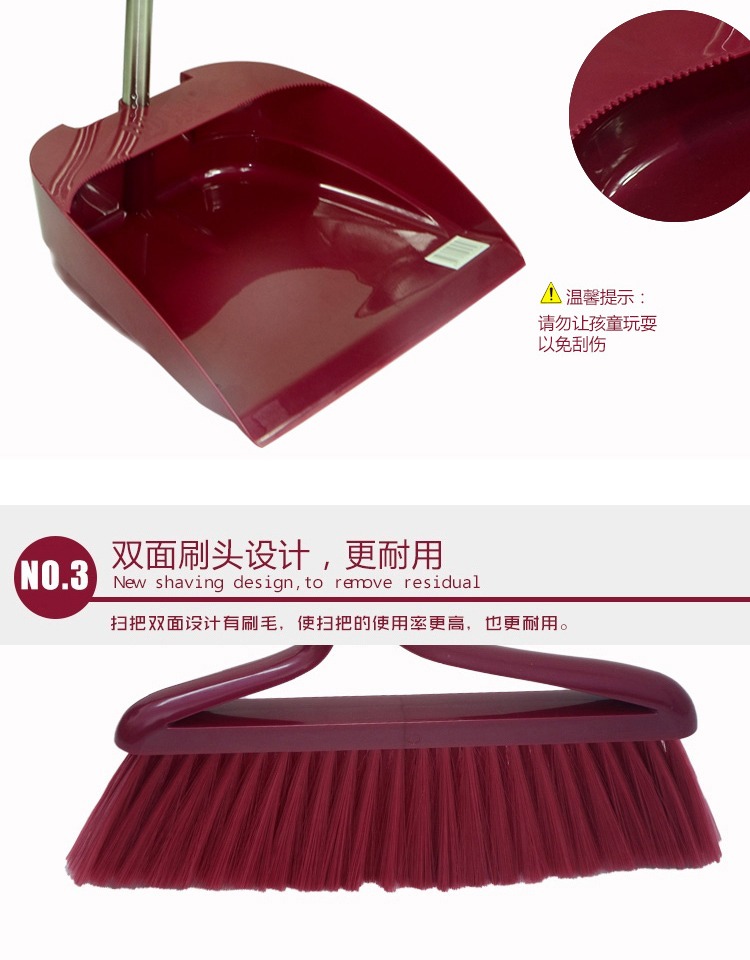 温馨提示：
请勿让孩童玩耍
以免刮伤
NO.3
双面刷头设计，更耐用
New shaving design,to remove residual
扫把双面设计有刷毛，使扫把的使用率更高，也更耐用。